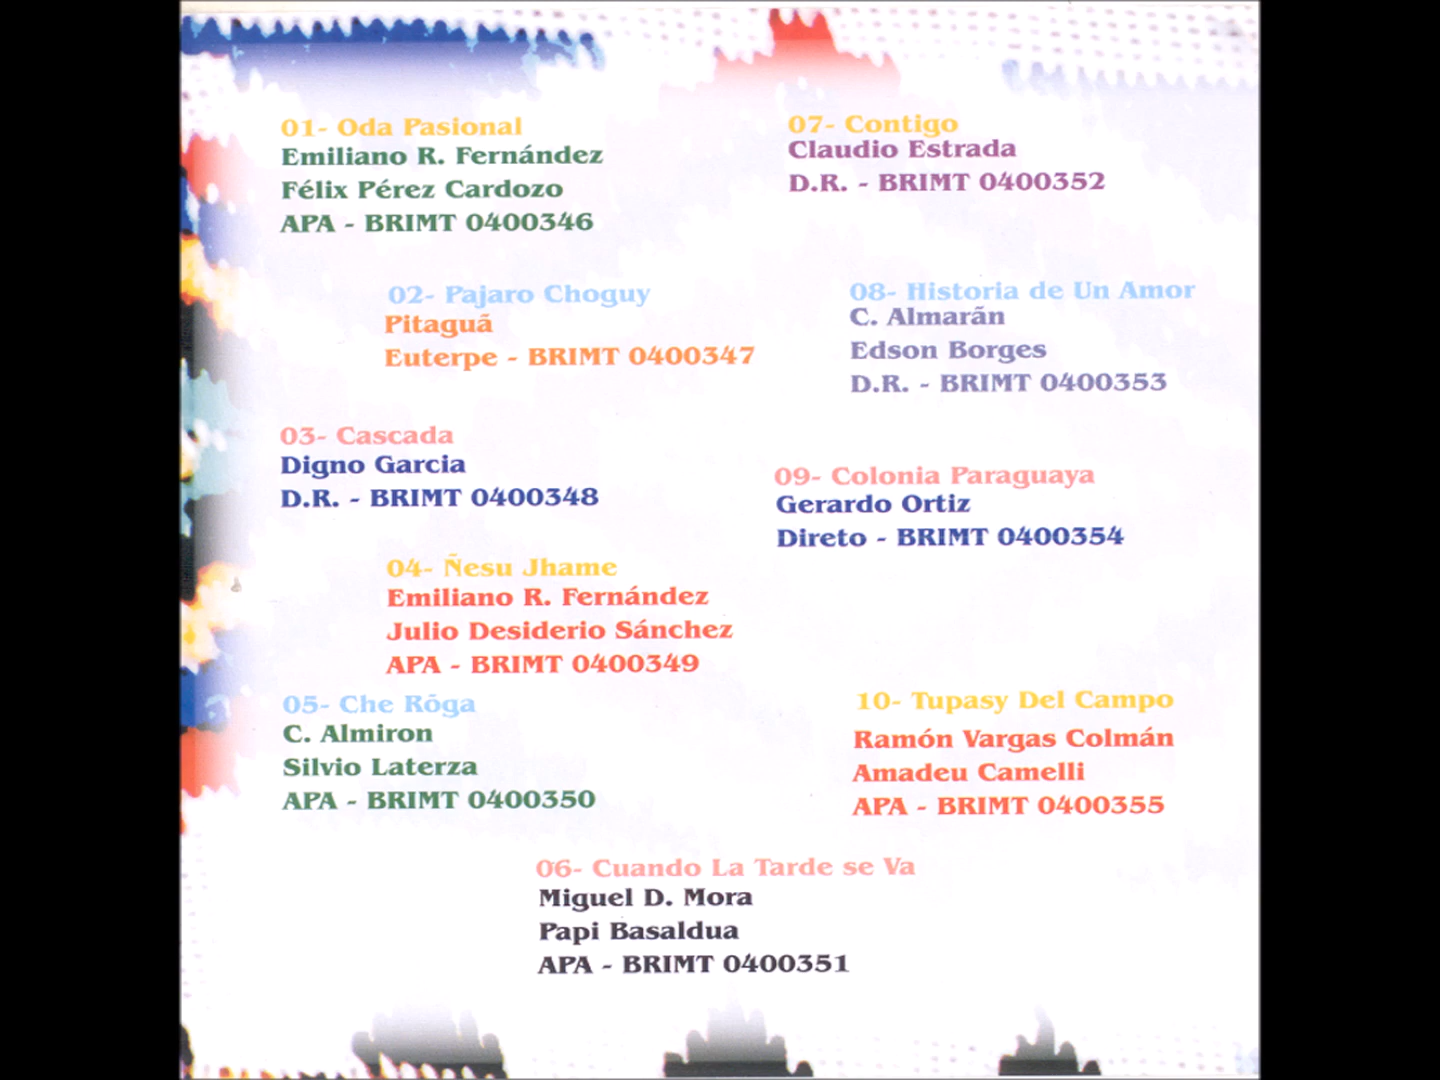 01- Oda Pasional
Emiliano R. Fernández
Félix Pérez Cardozo
APA - BRIMT 0400346
02- Pajaro Choguy
Pitaguã
Euterpe - BRIMT 0400347
03- Cascada
Digno Garcia
D.R. - BRIMT 0400348
04- Ñesu Jhame
Emiliano R. Fernández
Julio Desiderio Sánchez
APA - BRIMT 0400349
05- Che Rōga
C. Almiron
Silvio Laterza
APA - BRIMT 0400350
06- Cuando La Tarde se Va
Miguel D. Mora
Papi Basaldua
APA - BRIMT 0400351
07- Contigo
Claudio Estrada
D.R. - BRIMT 0400352
08- Historia de Un Amor
C. Almarãn
Edson Borges
D.R. - BRIMT 0400353
09- Colonia Paraguaya
Gerardo Ortiz
Direto - BRIMT 0400354
10- Tupasy Del Campo
Ramón Vargas Colmán
Amadeu Camelli
APA - BRIMT 0400355